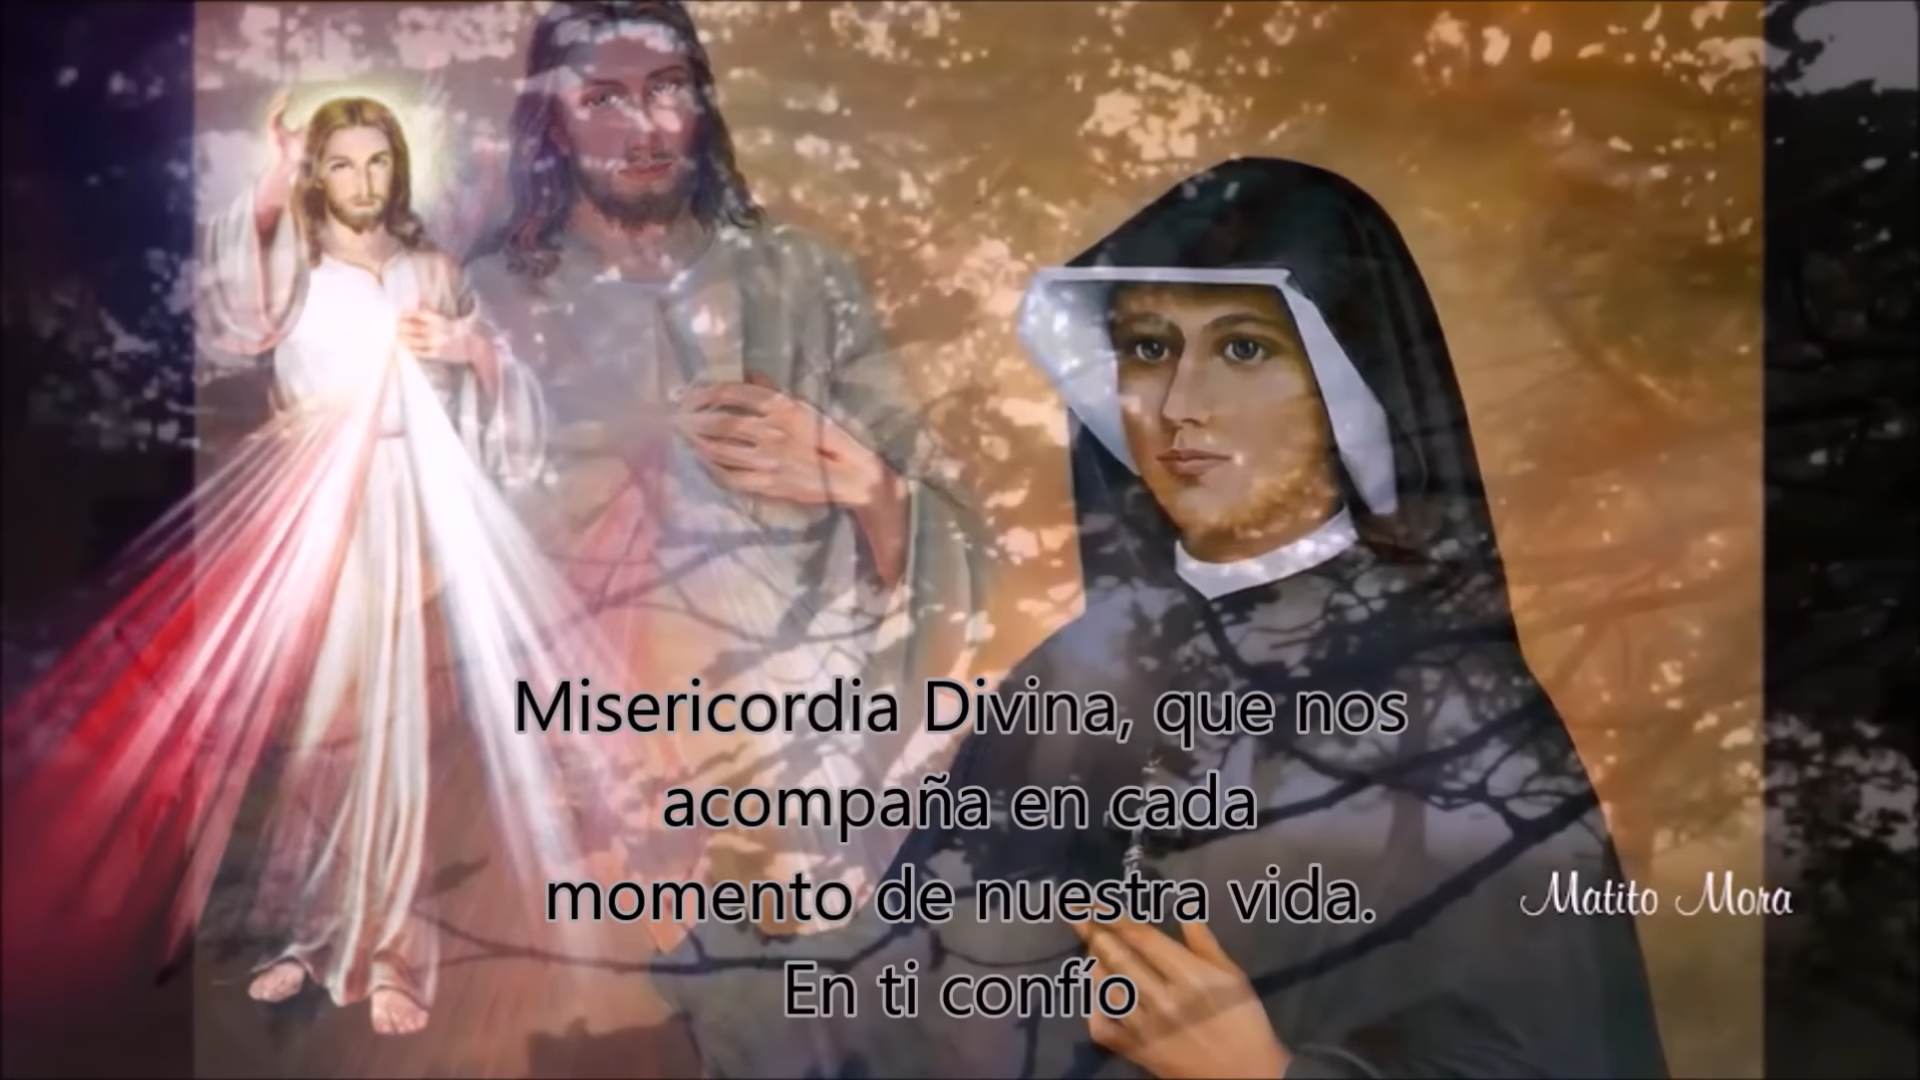 Misericordia Divina, que nos
acompaña en cada
momento de nuestra vida.
Matito Mora
En ti confío